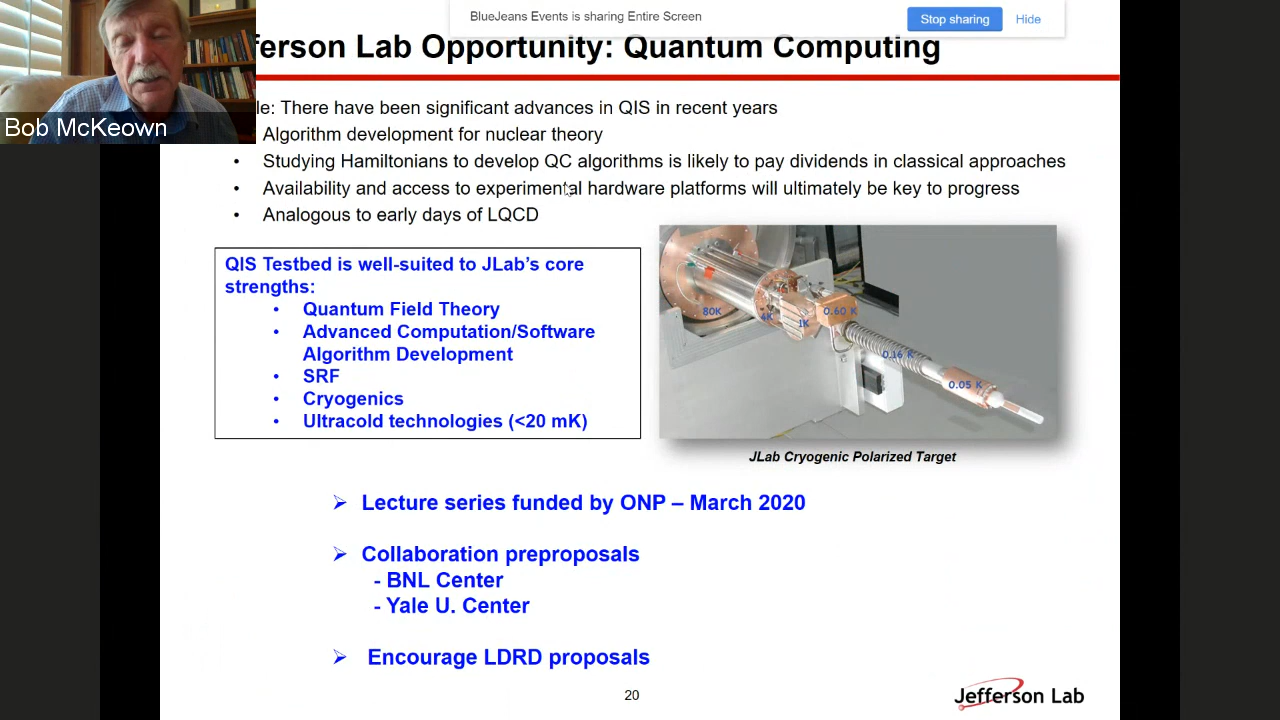 BlueJeans Events is sharing Entire Screen
Stop sharing
Hide
ferson Lab Opportunity: Quantum Computing
Bob McKeown
le: There have been significant advances in QIS in recent years
Algorithm development for nuclear theory
• Studying Hamiltonians to develop QC algorithms is likely to pay dividends in classical approaches
• Availability and access to experimental hardware platforms will ultimately be key to progress
• Analogous to early days of LQCD
QIS Testbed is well-suited to JLab's core
strengths:
• Quantum Field Theory
• Advanced Computation/Software
Algorithm Development
• SRF
• Cryogenics
• Ultracold technologies (<20 mK)
80K
4K
1K
0.60 K
0.16 K
0.05 K
JLab Cryogenic Polarized Target
➢ Lecture series funded by ONP – March 2020
➢ Collaboration preproposals
- BNL Center
- Yale U. Center
➢ Encourage LDRD proposals
20
Jefferson Lab